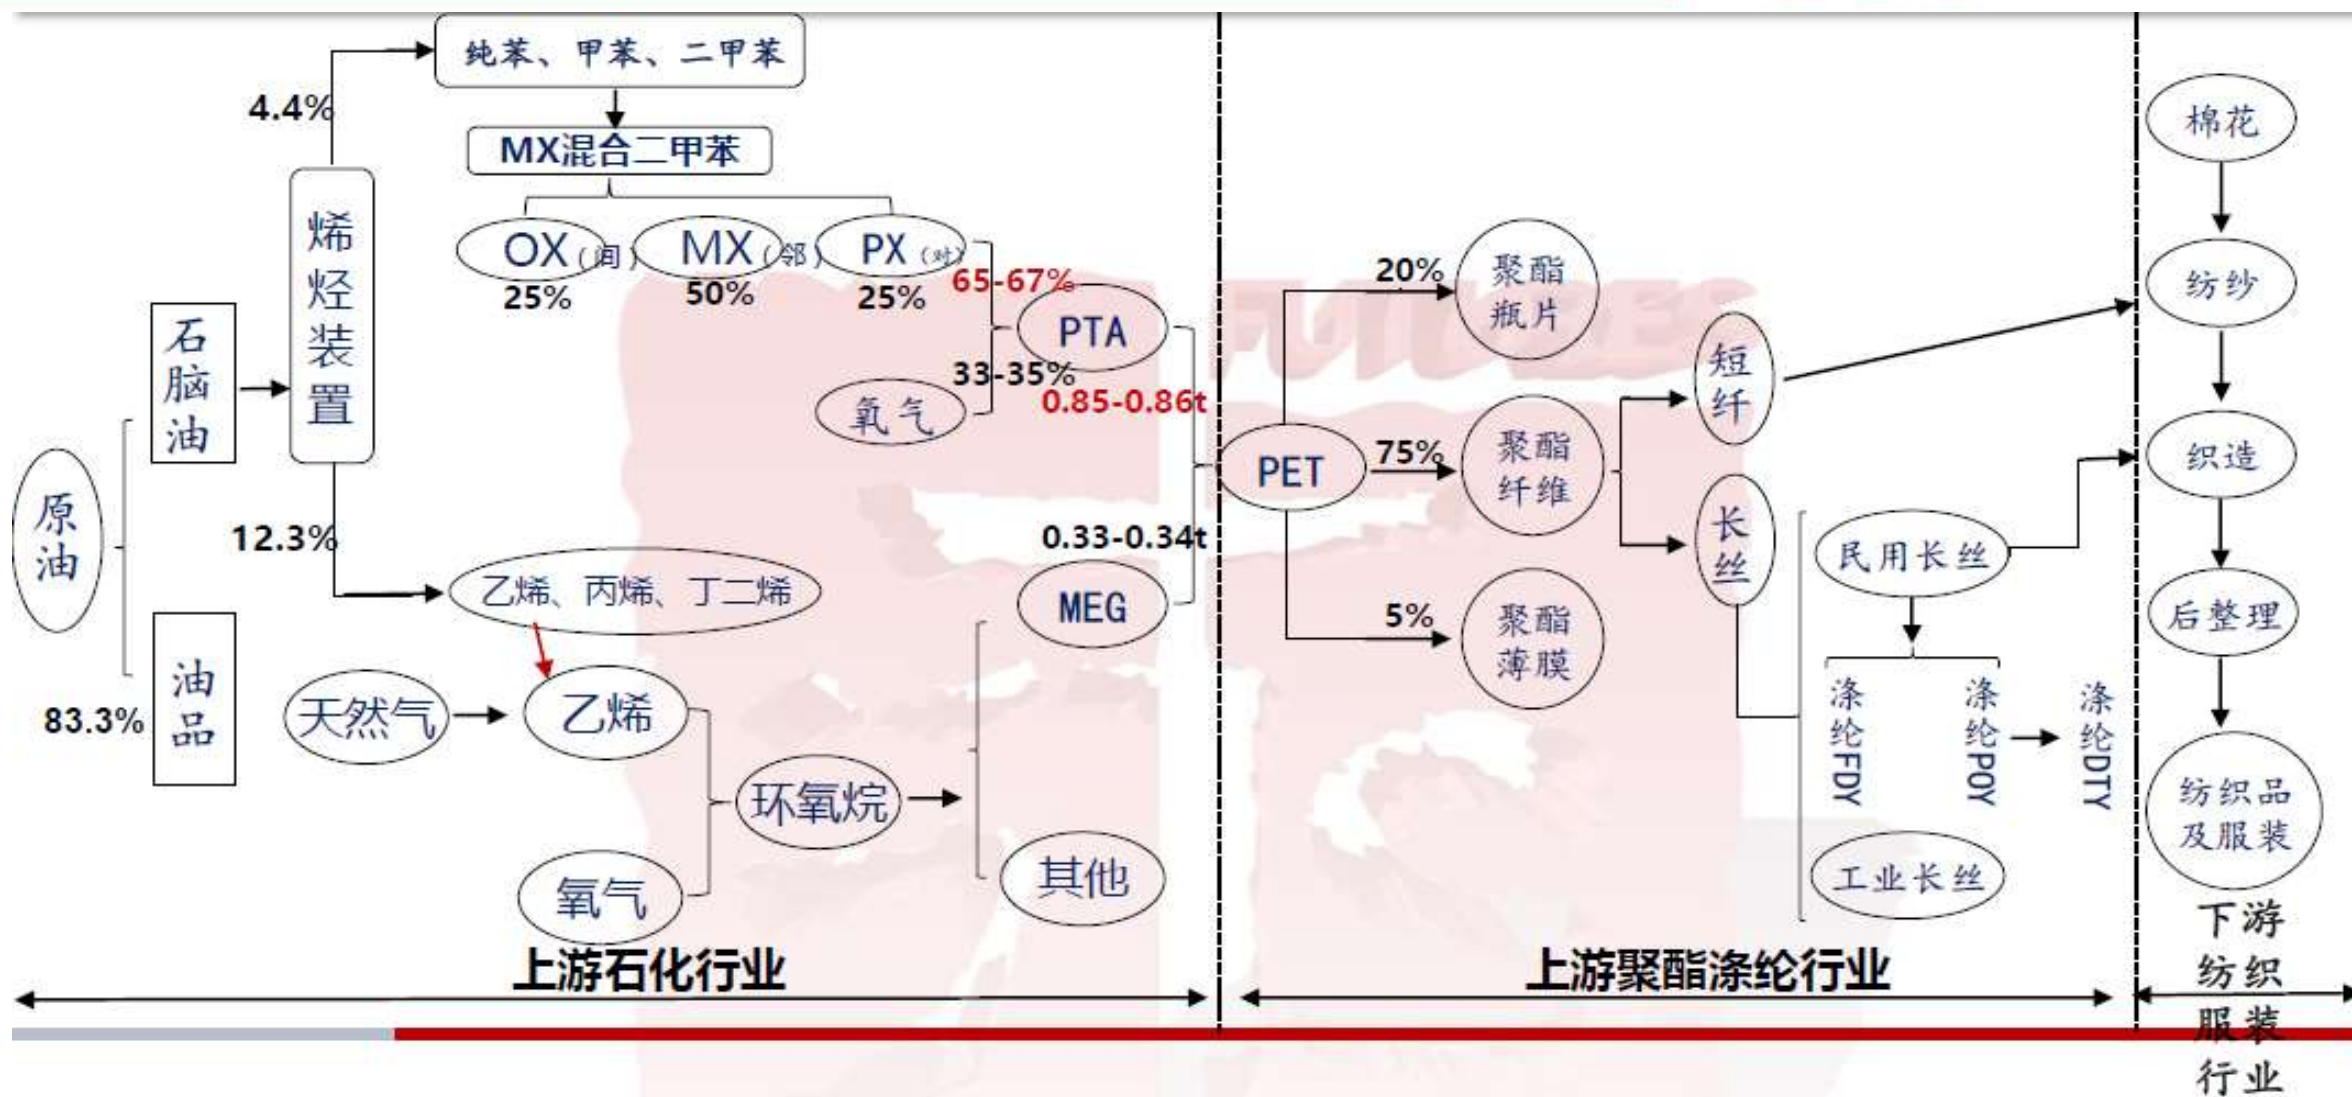 纯苯、甲苯、二甲苯
4.4%
MX混合二甲苯
烯烃装置
OX(间)
25%
MX(邻)
50%
PX(对)
25%
65-67%
PTA
33-35%
0.85-0.86t
氧气
石脑油
原油
12.3%
油品
83.3%
乙烯、丙烯、丁二烯
天然气
乙烯
氧气
环氧烷
0.33-0.34t
MEG
其他
上游石化行业
PET
20%
聚酯
瓶片
75%
聚酯
纤维
5%
聚酯
薄膜
短纤
长丝
民用长丝
涤纶FDY
涤纶POY
涤纶DTY
工业长丝
上游聚酯涤纶行业
棉花
纺纱
织造
后整理
纺织品
及服装
下游
纺织
服装
行业
FUTURES